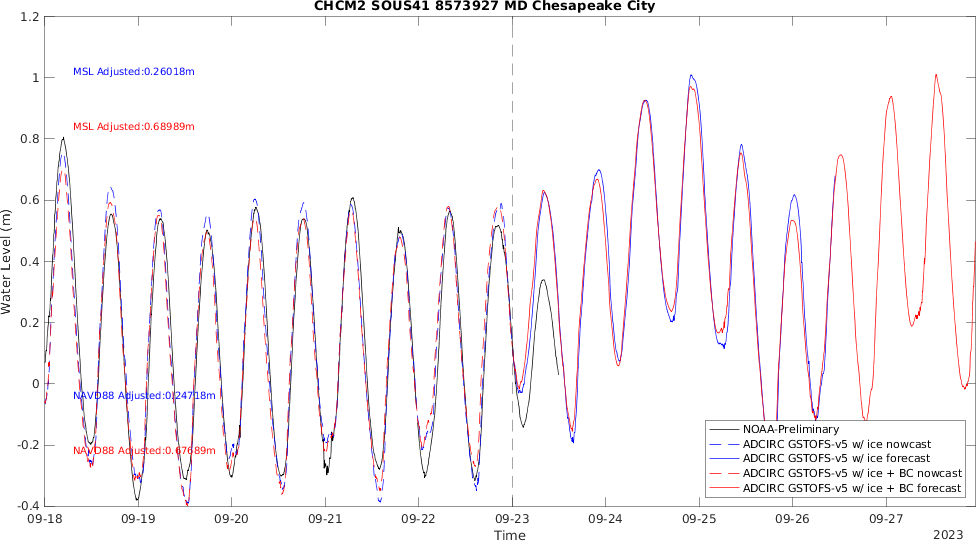 CHCM2 SOUS41 8573927 MD Chesapeake City
1.2
1
0.8
0.6
0.4
0.2
0
-0.2
-0.4
Water Level (m)
MSL Adjusted:0.26018m
MSL Adjusted:0.68989m
NAVD88 Adjusted:0.24718m
NAVD88 Adjusted:0.67689m
NOAA-Preliminary
ADCIRC GSTOFS-v5 w/ ice nowcast
ADCIRC GSTOFS-v5 w/ ice forecast
ADCIRC GSTOFS-v5 w/ ice + BC nowcast
ADCIRC GSTOFS-v5 w/ ice + BC forecast
09-18 09-19 09-20 09-21 09-22 09-23 09-24 09-25 09-26 09-27
Time
2023